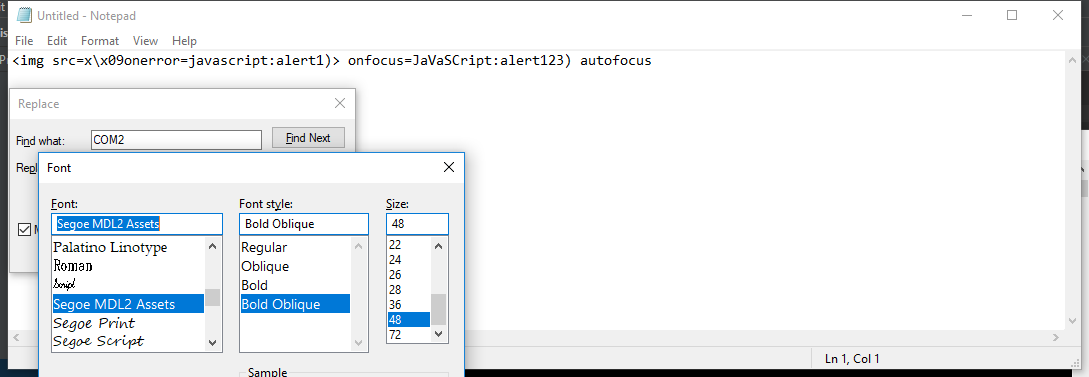 Untitled - Notepad
File Edit Format View Help
<img src=x\x09onerror=javascript:alert1)> onfocus=JaVaSCript:alert123) autofocus
Replace
Find what: COM2 Find Next
Font
Font: Font style: Size:
Segoe MDL2 Assets Bold Oblique 48
Palatino Linotype Regular 22
Roman Oblique 24
Script Bold 26
Segoe MDL2 Assets Bold Oblique 28
Segoe Print 36
Segoe Script 48
72
Ln 1, Col 1
Sample